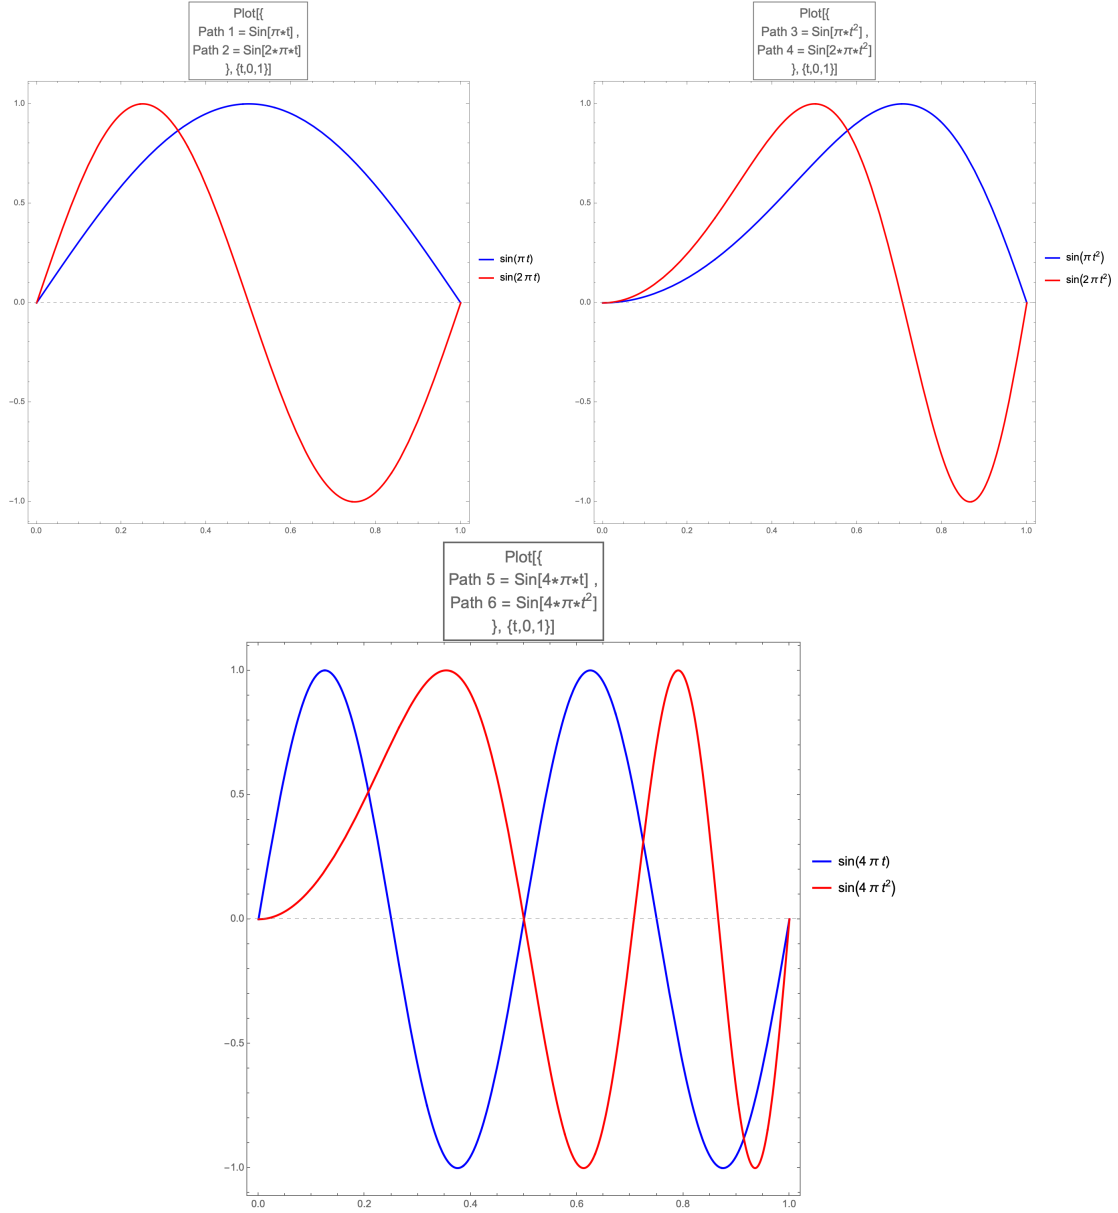 Plot[{
Path 1 = Sin[π*t] ,
Path 2 = Sin[2*π*t]
}, {t,0,1}]
1.0
0.5
0.0
−0.5
−1.0
0.0 0.2 0.4 0.6 0.8 1.0
sin(π t)
sin(2 π t)
Plot[{
Path 3 = Sin[π*t²] ,
Path 4 = Sin[2*π*t²]
}, {t,0,1}]
1.0
0.5
0.0
−0.5
−1.0
0.0 0.2 0.4 0.6 0.8 1.0
sin(π t²)
sin(2 π t²)
Plot[{
Path 5 = Sin[4*π*t] ,
Path 6 = Sin[4*π*t²]
}, {t,0,1}]
1.0
0.5
0.0
−0.5
−1.0
0.0 0.2 0.4 0.6 0.8 1.0
sin(4 π t)
sin(4 π t²)